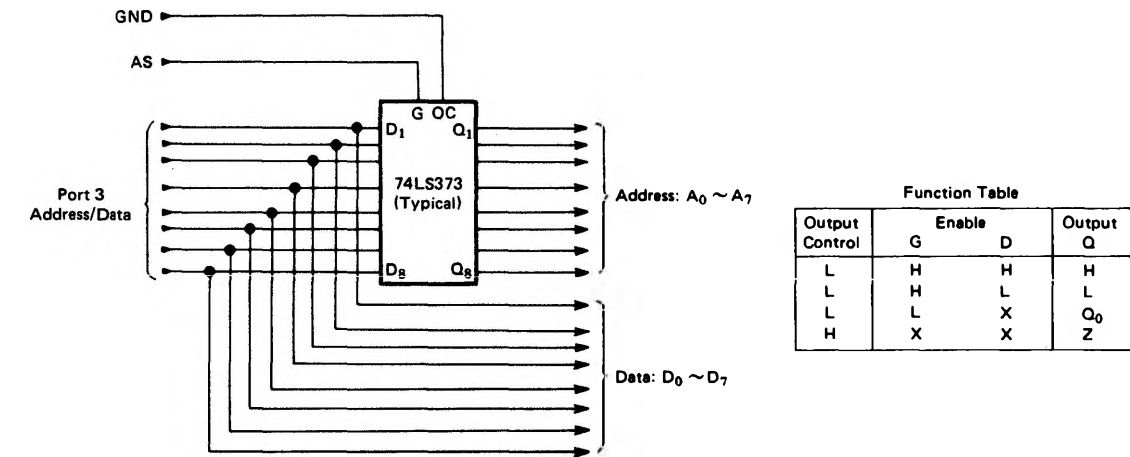 GND
AS
G OC
D₁ Q₁
74LS373
(Typical)
D₈ Q₈
Port 3
Address/Data
Address: A₀ ~ A₇
Data: D₀ ~ D₇
Function Table
Output Control Enable Output
G D Q
L H H H
L H L L
L L X Q₀
H X X Z